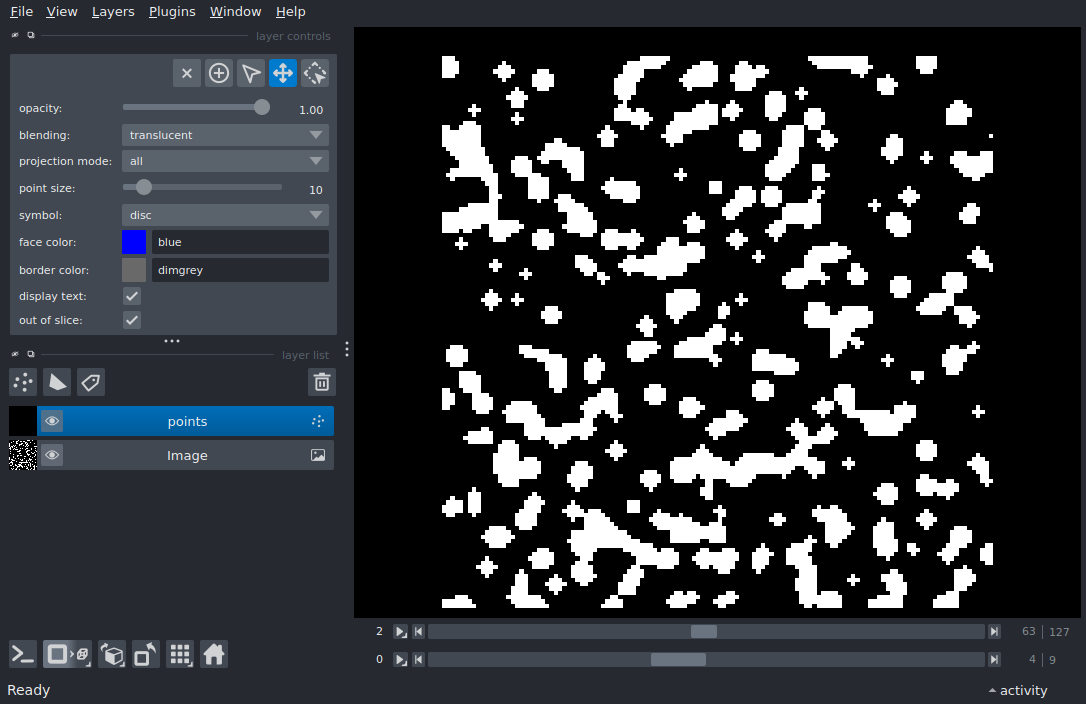 File View Layers Plugins Window Help
layer controls
opacity: 1.00
blending: translucent
projection mode: all
point size: 10
symbol: disc
face color: blue
border color: dimgrey
display text:
out of slice:
layer list
points
Image
2 63 127
0 4 9
Ready activity